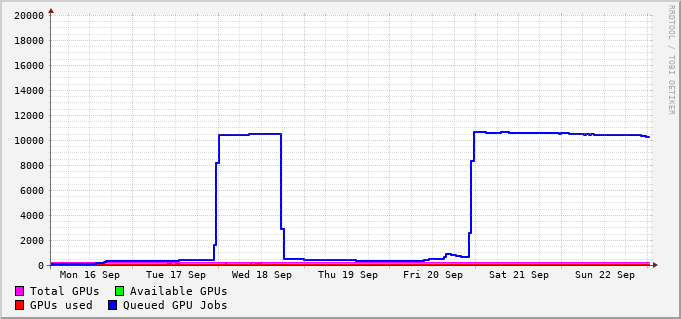 20000
18000
16000
14000
12000
10000
8000
6000
4000
2000
0
Mon 16 Sep Tue 17 Sep Wed 18 Sep Thu 19 Sep Fri 20 Sep Sat 21 Sep Sun 22 Sep
Total GPUs Available GPUs
GPUs used Queued GPU Jobs
RRDTOOL / TOBI OETIKER